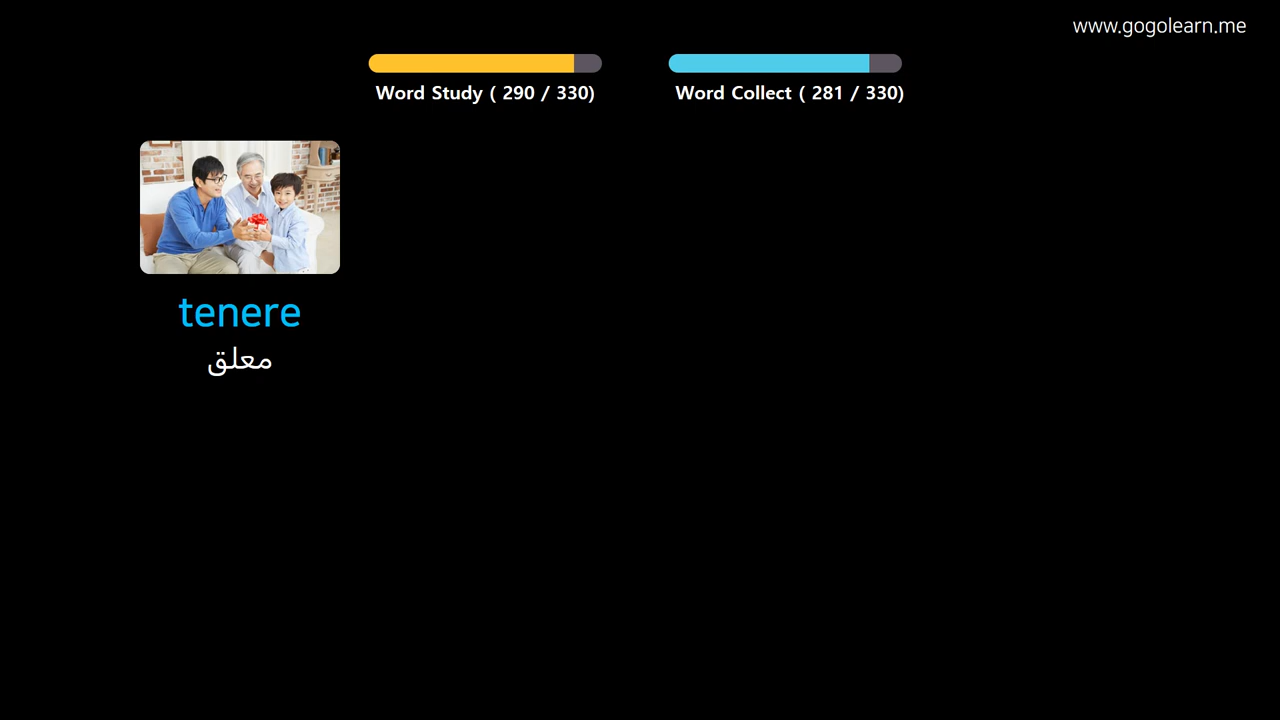 www.gogolearn.me
Word Study ( 290 / 330)
Word Collect ( 281 / 330)
tenere
معلق